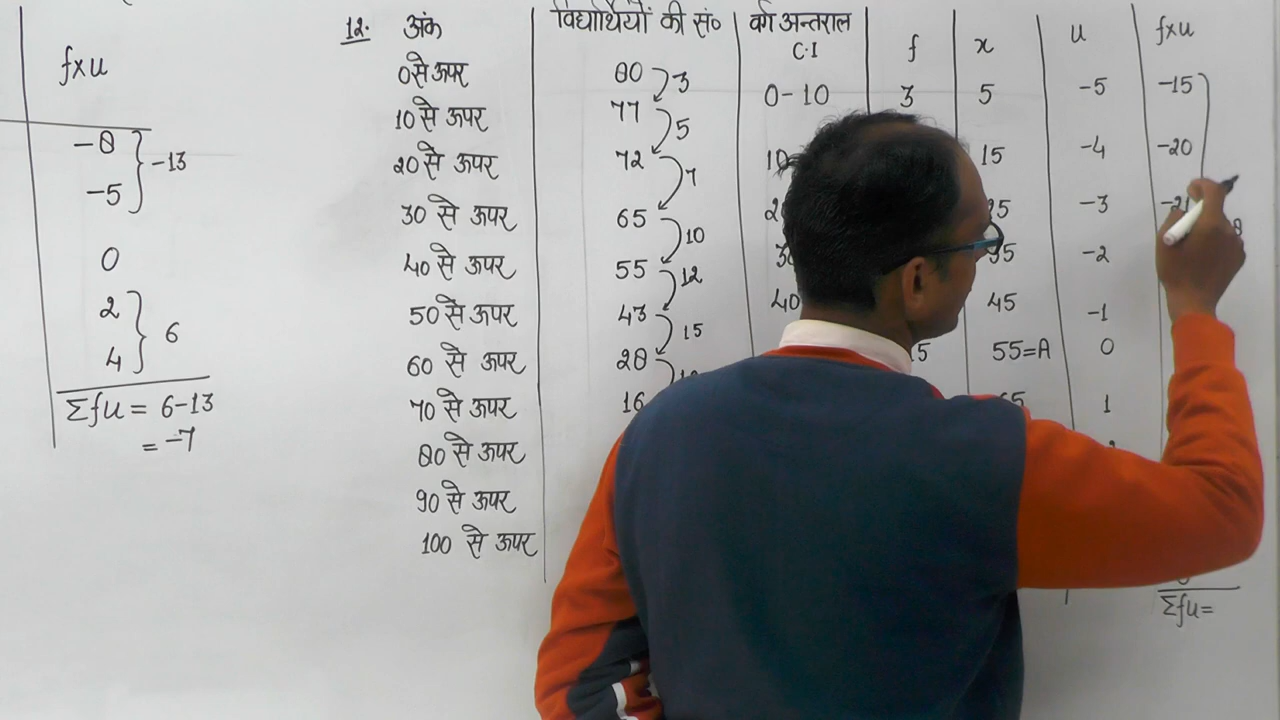 f×u
-8
-5
-13
0
2
4
6
Σfu = 6-13
= -7
12. अंक विद्यार्थियों की सं० वर्ग अन्तराल C.I f x u f×u
0 से ऊपर 80 3 0-10 3 5 -5 -15
10 से ऊपर 77 5 15 -4 -20
20 से ऊपर 72 7 -3
30 से ऊपर 65 10 -2
40 से ऊपर 55 12 40 45 -1
50 से ऊपर 43 15 55=A 0
60 से ऊपर 28 1
70 से ऊपर 16
80 से ऊपर
90 से ऊपर
100 से ऊपर
Σfu=